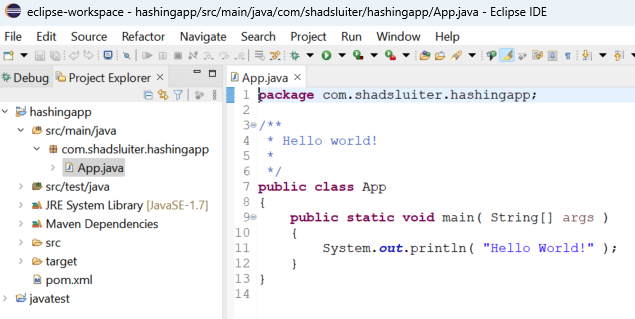 eclipse-workspace - hashingapp/src/main/java/com/shadsluiter/hashingapp/App.java - Eclipse IDE
File Edit Source Refactor Navigate Search Project Run Window Help
Debug Project Explorer
hashingapp
src/main/java
com.shadsluiter.hashingapp
App.java
src/test/java
JRE System Library [JavaSE-1.7]
Maven Dependencies
src
target
pom.xml
javatest
App.java
1 package com.shadsluiter.hashingapp;
2
3 /**
4 * Hello world!
5 *
6 */
7 public class App
8 {
9 public static void main( String[] args )
10 {
11 System.out.println( "Hello World!" );
12 }
13 }
14